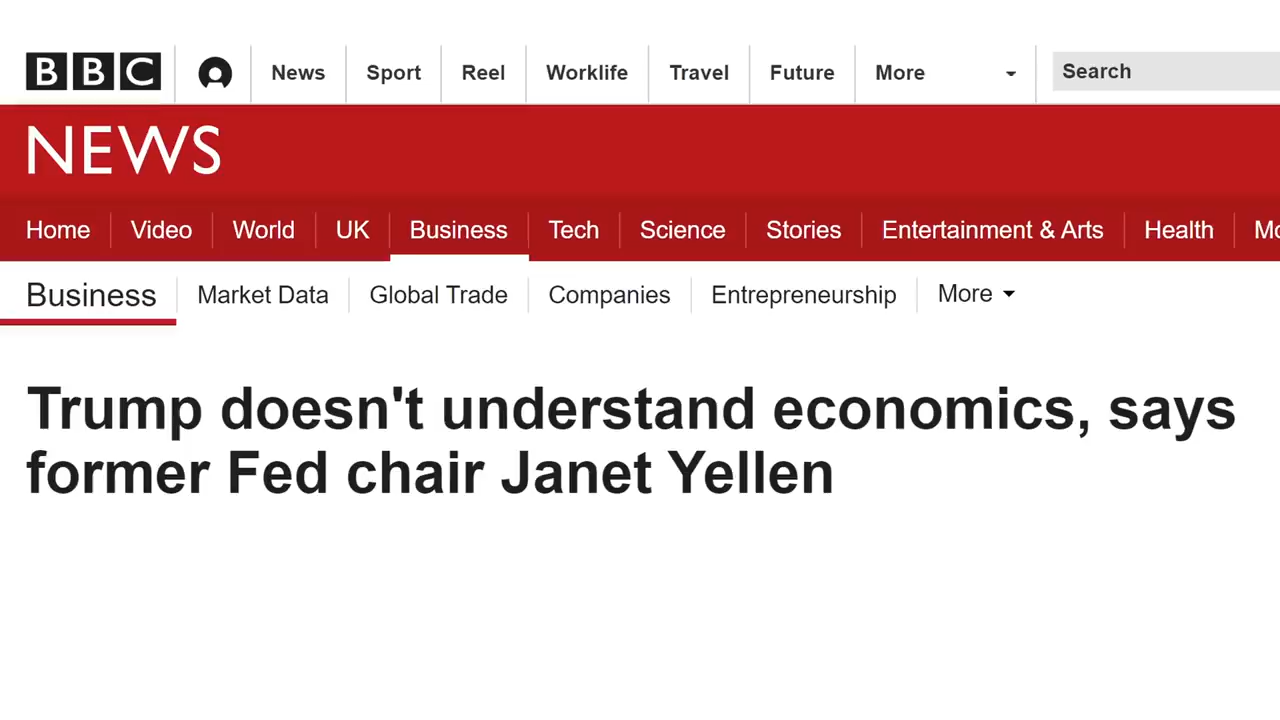 BBC News Sport Reel Worklife Travel Future More Search
NEWS
Home Video World UK Business Tech Science Stories Entertainment & Arts Health Mo
Business Market Data Global Trade Companies Entrepreneurship More
Trump doesn't understand economics, says
former Fed chair Janet Yellen